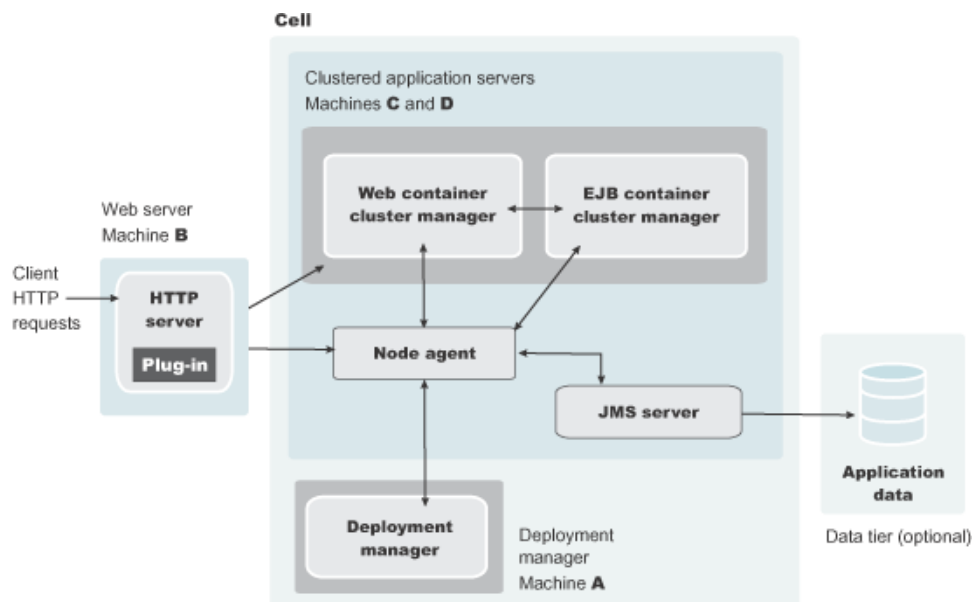 Cell
Clustered application servers
Machines C and D
Web container
cluster manager
EJB container
cluster manager
Web server
Machine B
Client
HTTP
requests
HTTP
server
Plug-in
Node agent
JMS server
Application
data
Data tier (optional)
Deployment
manager
Deployment
manager
Machine A